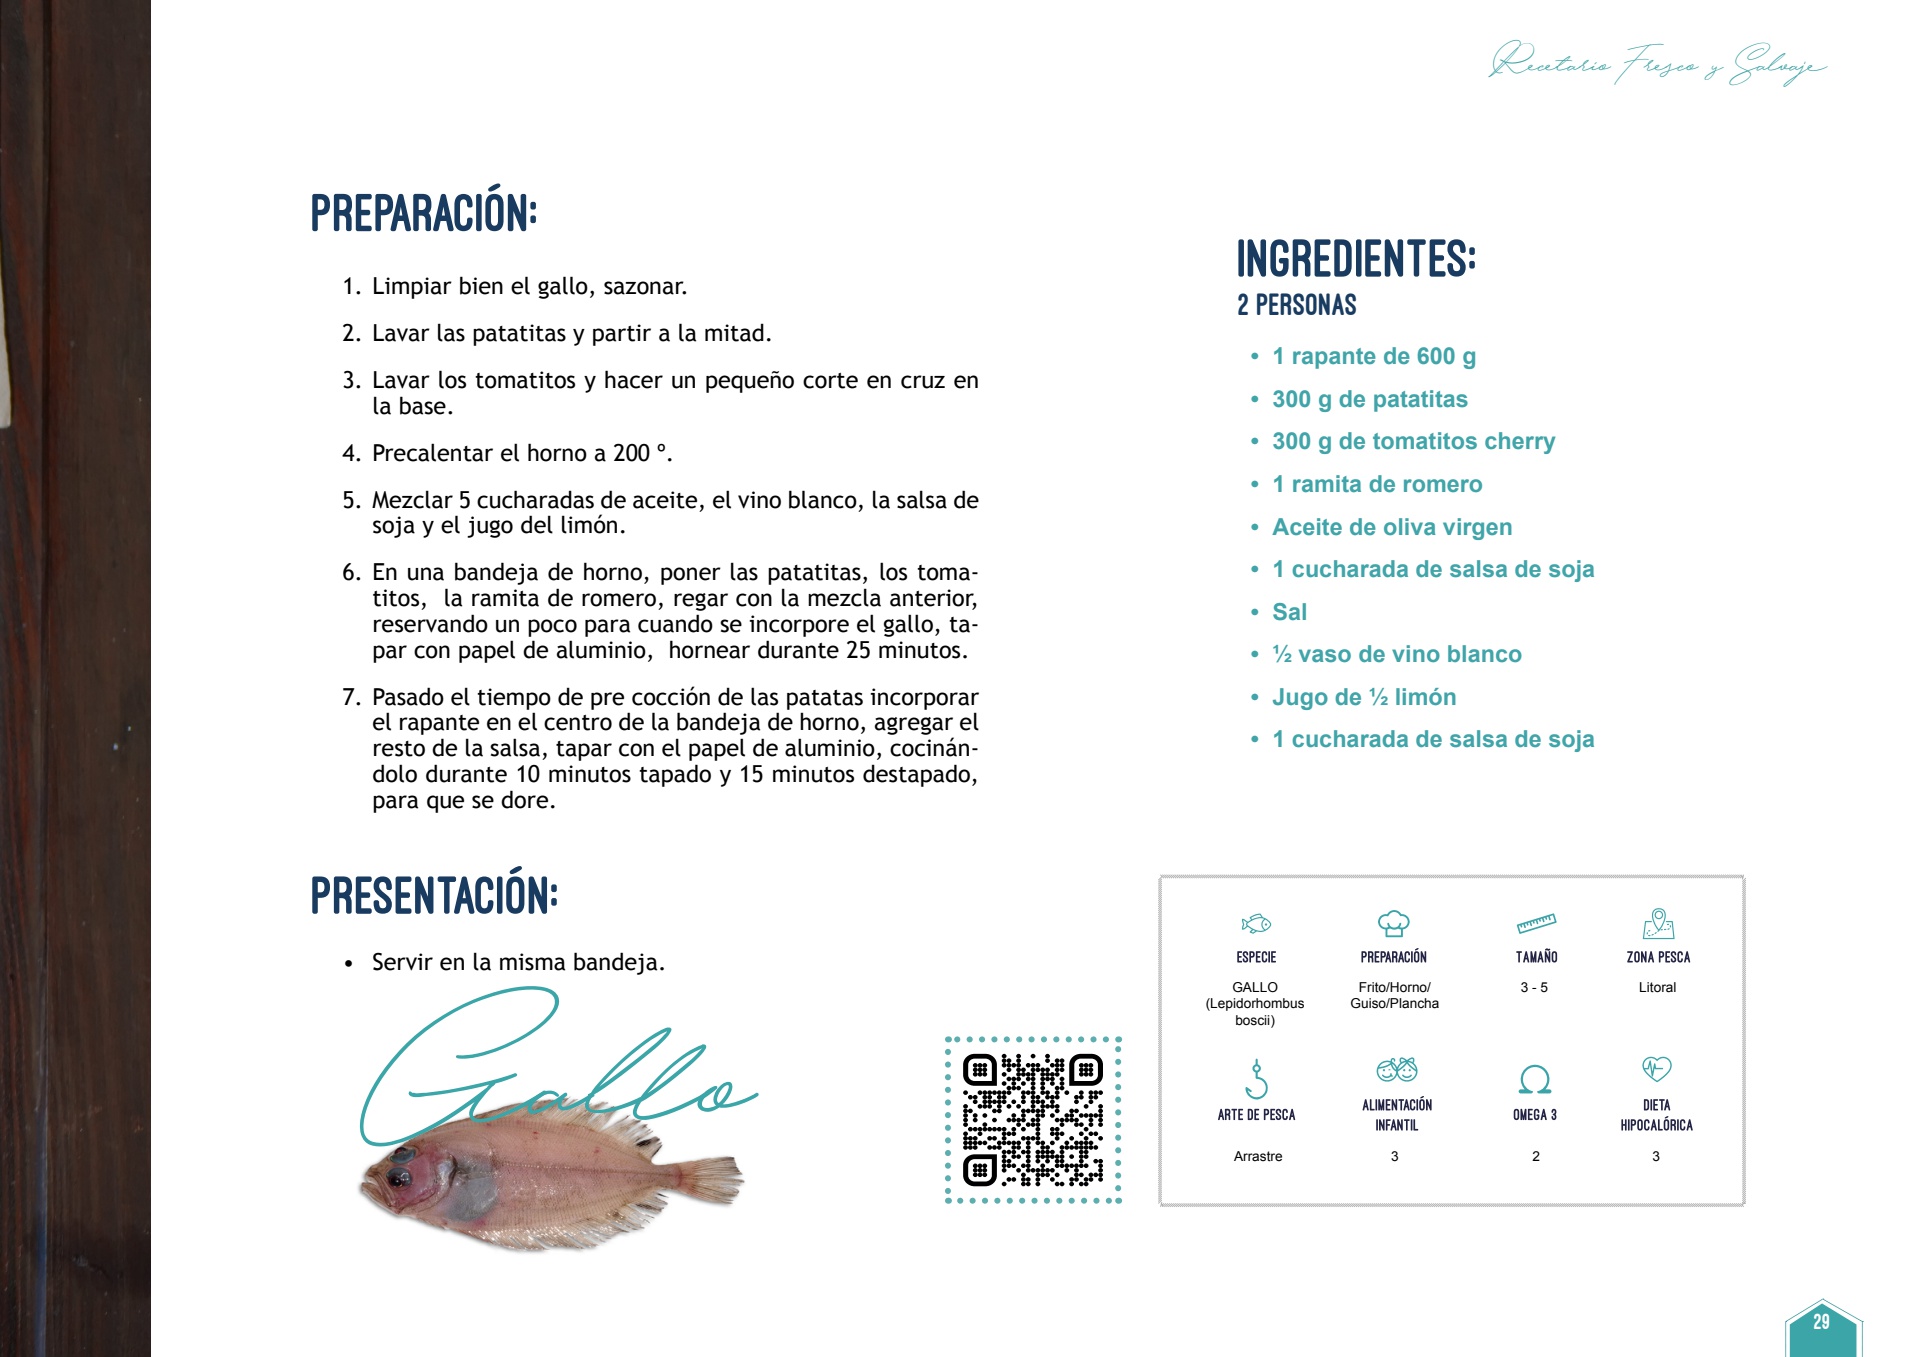 Recetario Fresco y Salvaje
PREPARACIÓN:
1. Limpiar bien el gallo, sazonar.
2. Lavar las patatitas y partir a la mitad.
3. Lavar los tomatitos y hacer un pequeño corte en cruz en
la base.
4. Precalentar el horno a 200 º.
5. Mezclar 5 cucharadas de aceite, el vino blanco, la salsa de
soja y el jugo del limón.
6. En una bandeja de horno, poner las patatitas, los toma-
titos, la ramita de romero, regar con la mezcla anterior,
reservando un poco para cuando se incorpore el gallo, ta-
par con papel de aluminio, hornear durante 25 minutos.
7. Pasado el tiempo de pre cocción de las patatas incorporar
el rapante en el centro de la bandeja de horno, agregar el
resto de la salsa, tapar con el papel de aluminio, cocinán-
dolo durante 10 minutos tapado y 15 minutos destapado,
para que se dore.
PRESENTACIÓN:
• Servir en la misma bandeja.
Gallo
INGREDIENTES:
2 PERSONAS
• 1 rapante de 600 g
• 300 g de patatitas
• 300 g de tomatitos cherry
• 1 ramita de romero
• Aceite de oliva virgen
• 1 cucharada de salsa de soja
• Sal
• ½ vaso de vino blanco
• Jugo de ½ limón
• 1 cucharada de salsa de soja
ESPECIE PREPARACIÓN TAMAÑO ZONA PESCA
GALLO Frito/Horno/ 3 - 5 Litoral
(Lepidorhombus Guiso/Plancha
boscii)
ARTE DE PESCA ALIMENTACIÓN OMEGA 3 DIETA
INFANTIL HIPOCALÓRICA
Arrastre 3 2 3
29